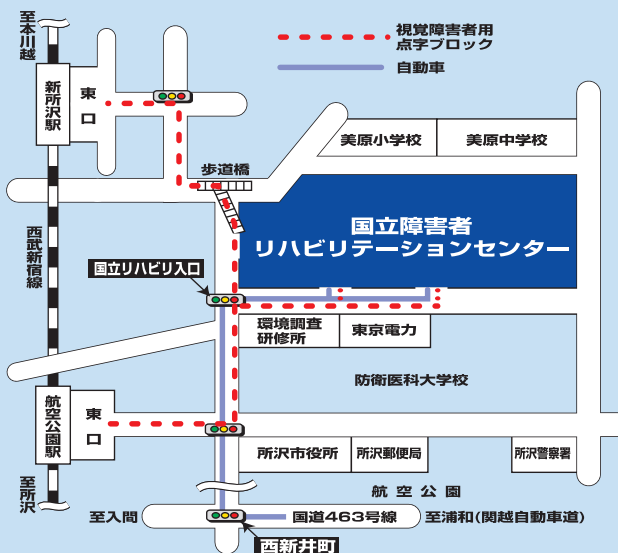 至本川越
視覚障害者用
点字ブロック
自動車
新所沢駅
東口
美原小学校
美原中学校
歩道橋
国立障害者
リハビリテーションセンター
西武新宿線
国立リハビリ入口
環境調査
研修所
東京電力
防衛医科大学校
航空公園駅
東口
所沢市役所
所沢郵便局
所沢警察署
至所沢
航空公園
至入間
国道463号線
至浦和(関越自動車道)
西新井町